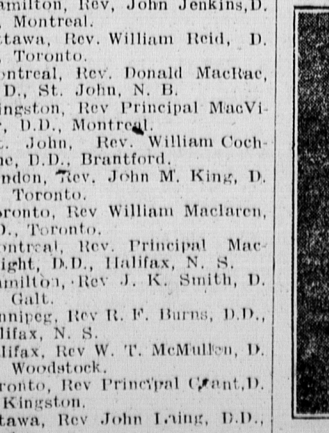 amilton, Rev, John Jenkins,D.
, Montreal.
ttawa, Rev. William Reid, D.
, Toronto.
ontreal, Rev. Donald MacRae,
D., St. John, N. B.
ingston, Rev Principal MacVi-
, D.D., Montreal.
t. John, Rev. William Coch-
ne, D.D., Brantford.
ndon, Rev. John M. King, D.
Toronto.
oronto, Rev William Maclaren,
D., Toronto.
ontreal, Rev. Principal Mac-
ight, D.D., Halifax, N. S.
amilton, Rev J. K. Smith, D.
Galt.
nnipeg, Rev R. F. Burns, D.D.,
lifax, N. S.
lifax, Rev W. T. McMullen, D.
Woodstock.
ronto, Rev Principal Grant,D.
Kingston.
tawa, Rev John Laing, D.D.,